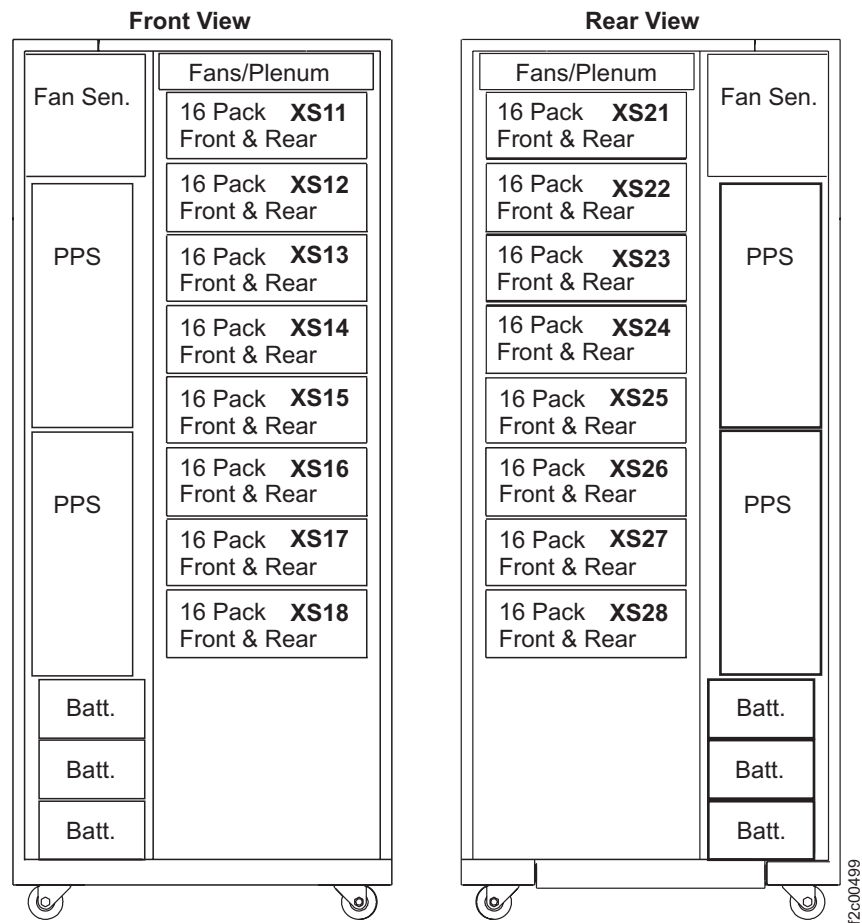 Front View
Fan Sen.
Fans/Plenum
16 Pack XS11
Front & Rear
16 Pack XS12
Front & Rear
PPS
16 Pack XS13
Front & Rear
16 Pack XS14
Front & Rear
16 Pack XS15
Front & Rear
PPS
16 Pack XS16
Front & Rear
16 Pack XS17
Front & Rear
16 Pack XS18
Front & Rear
Batt.
Batt.
Batt.
Rear View
Fans/Plenum
Fan Sen.
16 Pack XS21
Front & Rear
16 Pack XS22
Front & Rear
16 Pack XS23
Front & Rear
PPS
16 Pack XS24
Front & Rear
16 Pack XS25
Front & Rear
16 Pack XS26
Front & Rear
PPS
16 Pack XS27
Front & Rear
16 Pack XS28
Front & Rear
Batt.
Batt.
Batt.
f2c00499